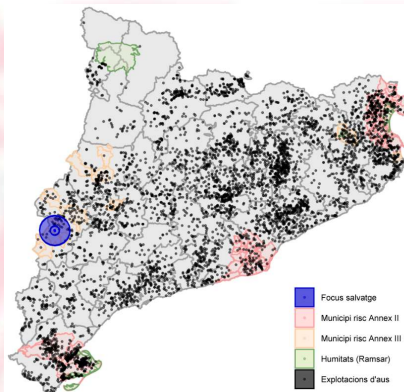 Focus salvatge
Municipi risc Annex II
Municipi risc Annex III
Humitats (Ramsar)
Explotacions d'aus